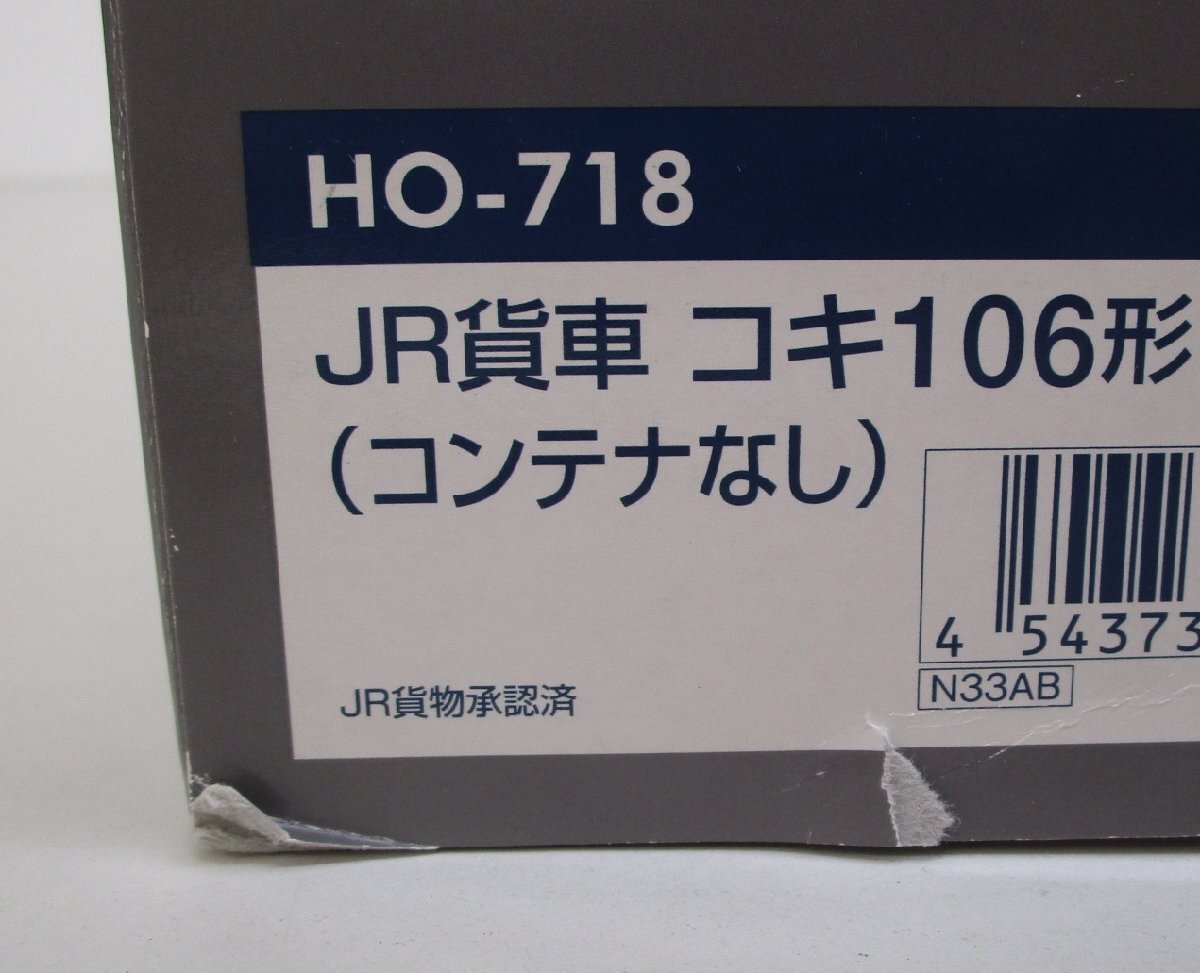 HO-718
JR貨車 コキ106形
(コンテナなし)
4 54373
N33AB
JR貨物承認済